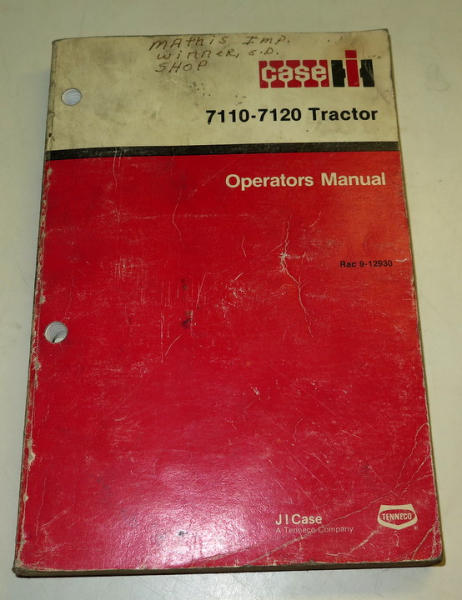 Mathis Imp.
Winner, S.D.
SHOP
CASE IH
7110-7120 Tractor
Operators Manual
Rac 9-12930
J I Case
A Tenneco Company
TENNECO